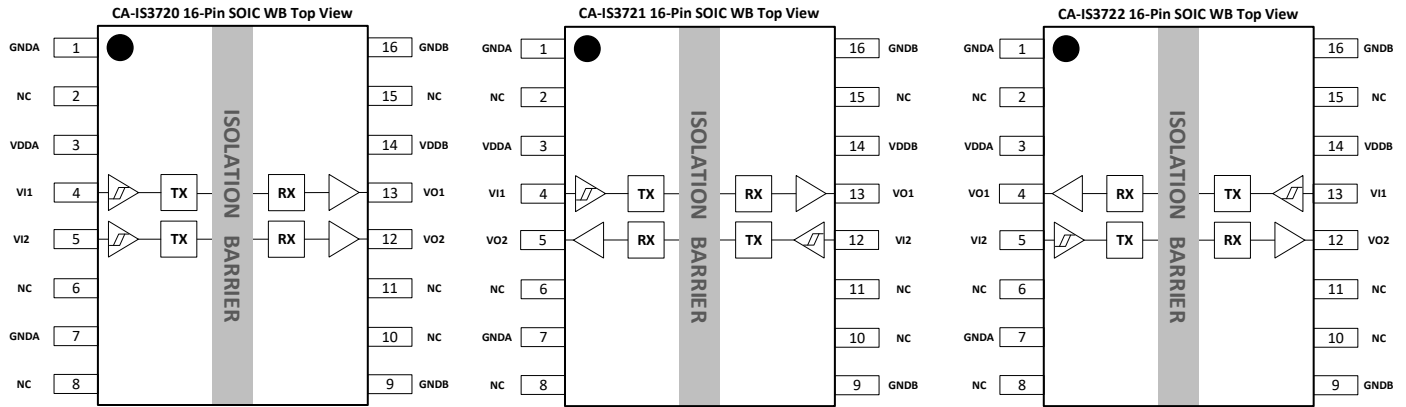 CA-IS3720 16-Pin SOIC WB Top View
GNDA 1 16 GNDB
NC 2 15 NC
VDDA 3 14 VDDB
VI1 4 TX RX 13 VO1
VI2 5 TX RX 12 VO2
NC 6 11 NC
GNDA 7 10 NC
NC 8 9 GNDB
ISOLATION BARRIER
CA-IS3721 16-Pin SOIC WB Top View
GNDA 1 16 GNDB
NC 2 15 NC
VDDA 3 14 VDDB
VI1 4 TX RX 13 VO1
VO2 5 RX TX 12 VI2
NC 6 11 NC
GNDA 7 10 NC
NC 8 9 GNDB
ISOLATION BARRIER
CA-IS3722 16-Pin SOIC WB Top View
GNDA 1 16 GNDB
NC 2 15 NC
VDDA 3 14 VDDB
VO1 4 RX TX 13 VI1
VI2 5 TX RX 12 VO2
NC 6 11 NC
GNDA 7 10 NC
NC 8 9 GNDB
ISOLATION BARRIER